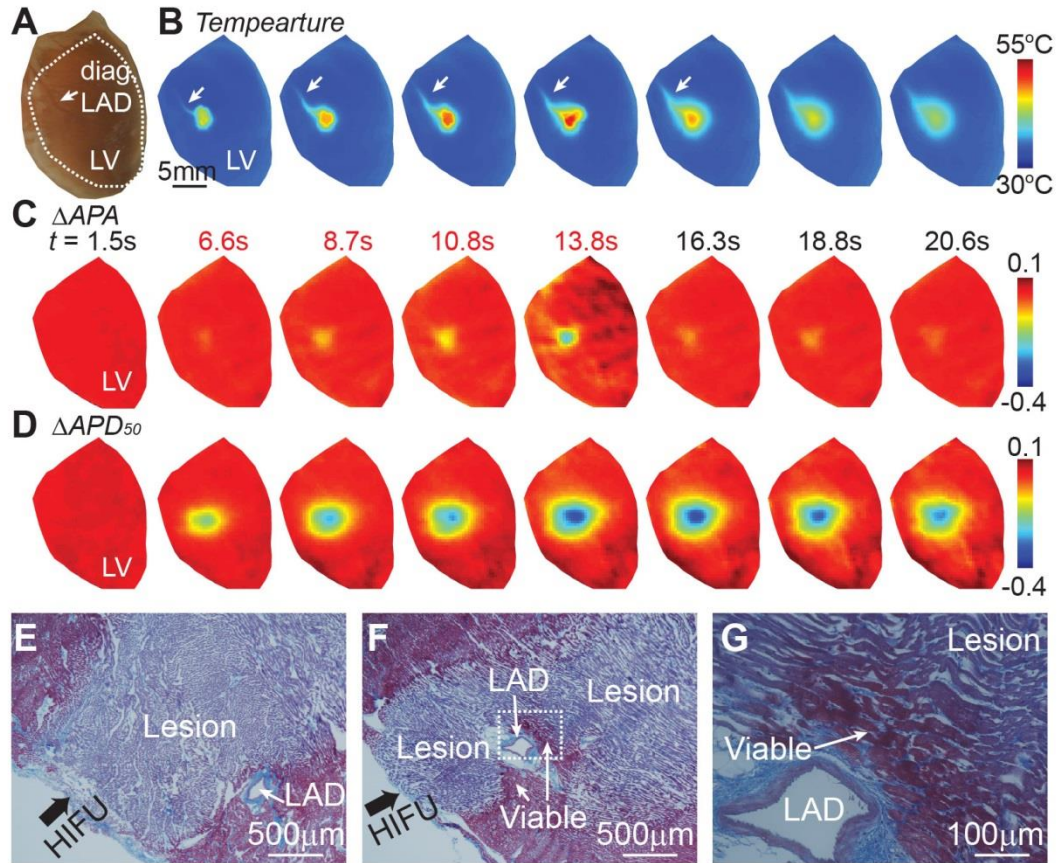 A
diag.
LAD
LV
B Tempearture
LV
5mm
55°C
30°C
C ΔAPA
t = 1.5s 6.6s 8.7s 10.8s 13.8s 16.3s 18.8s 20.6s
LV
0.1
-0.4
D ΔAPD50
LV
0.1
-0.4
E
Lesion
LAD
HIFU
500μm
F
LAD
Lesion
Lesion
Viable
HIFU
500μm
G
Lesion
Viable
LAD
100μm